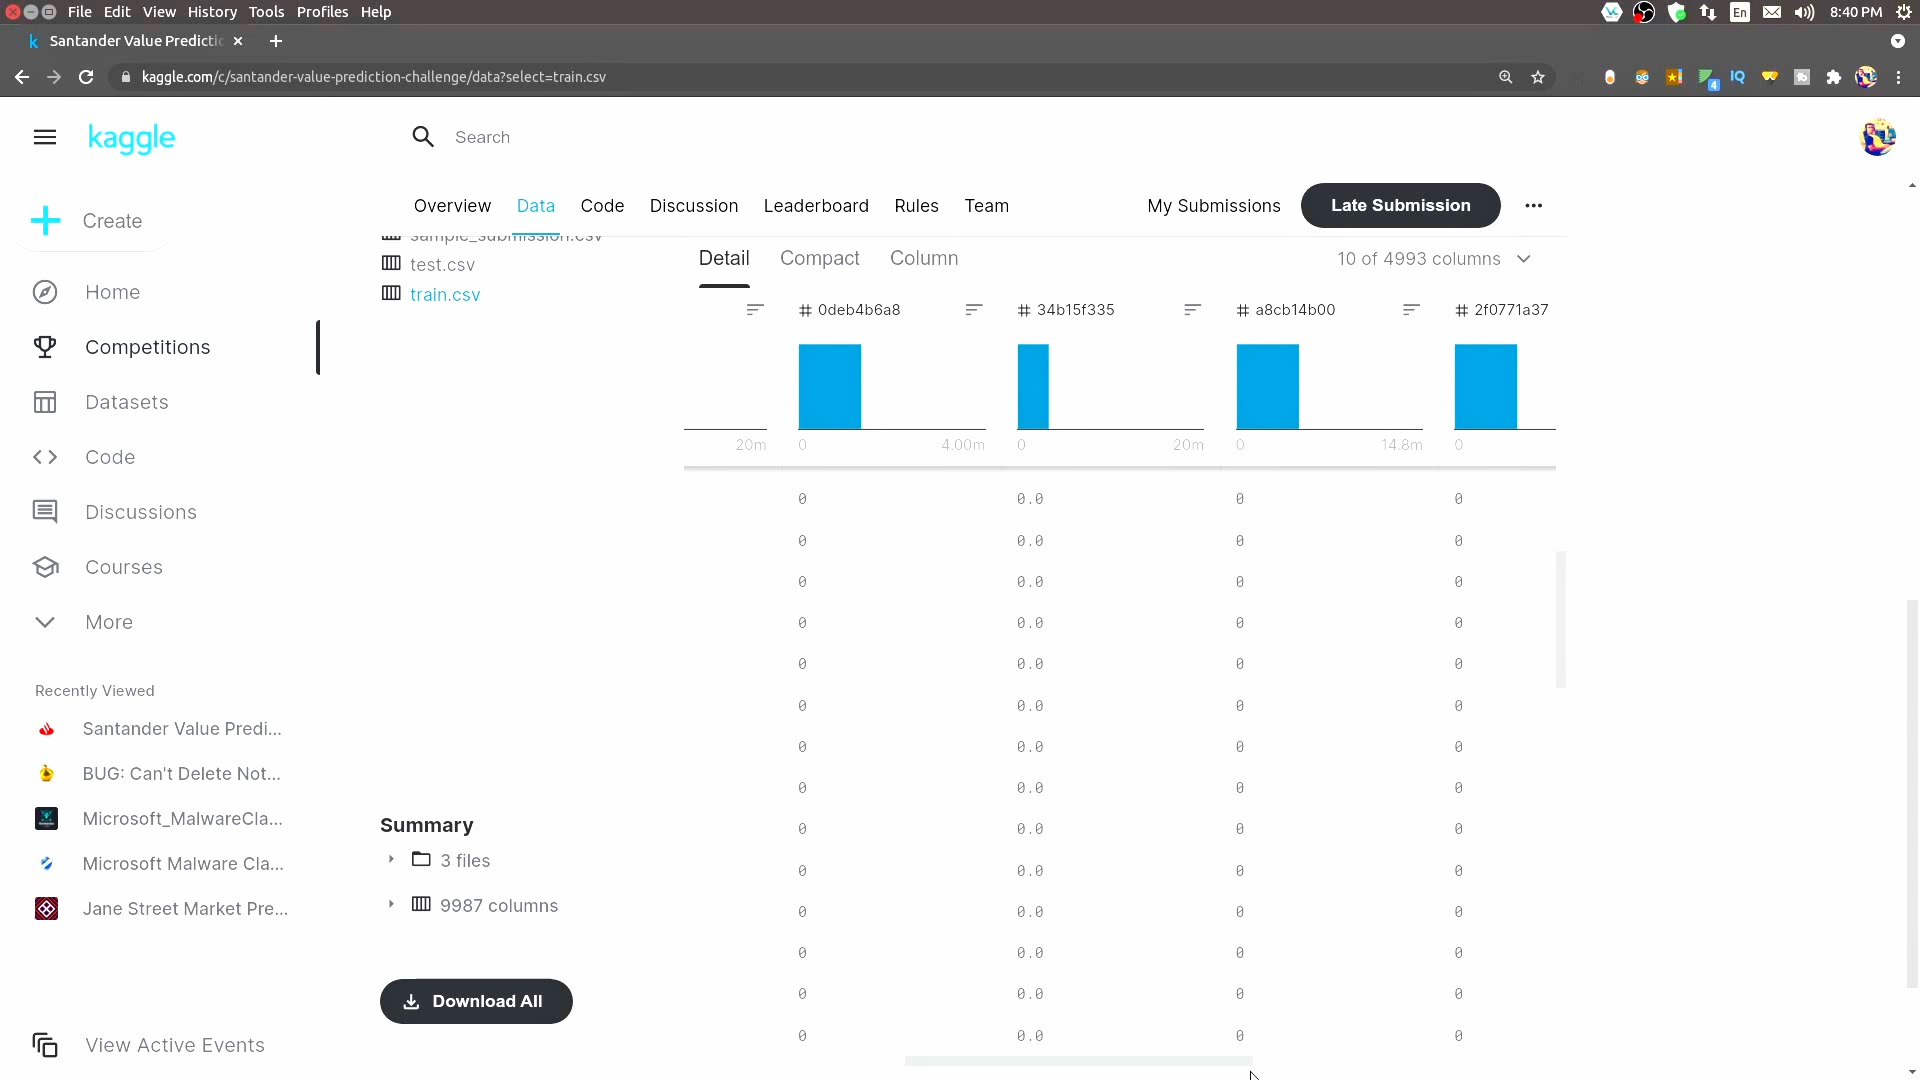 File Edit View History Tools Profiles Help
En 8:40 PM
k Santander Value Predictio
kaggle.com/c/santander-value-prediction-challenge/data?select=train.csv
4 IQ
kaggle
Search
Create
Overview Data Code Discussion Leaderboard Rules Team My Submissions Late Submission
sample_submission.csv
test.csv
train.csv
Detail Compact Column 10 of 4993 columns
# 0deb4b6a8 # 34b15f335 # a8cb14b00 # 2f0771a37
20m 0 4.00m 0 20m 0 14.8m 0
0 0.0 0 0
0 0.0 0 0
0 0.0 0 0
0 0.0 0 0
0 0.0 0 0
0 0.0 0 0
0 0.0 0 0
0 0.0 0 0
0 0.0 0 0
0 0.0 0 0
0 0.0 0 0
0 0.0 0 0
0 0.0 0 0
0 0.0 0 0
Home
Competitions
Datasets
Code
Discussions
Courses
More
Recently Viewed
Santander Value Predi...
BUG: Can't Delete Not...
Microsoft_MalwareCla...
Microsoft Malware Cla...
Jane Street Market Pre...
View Active Events
Summary
3 files
9987 columns
Download All